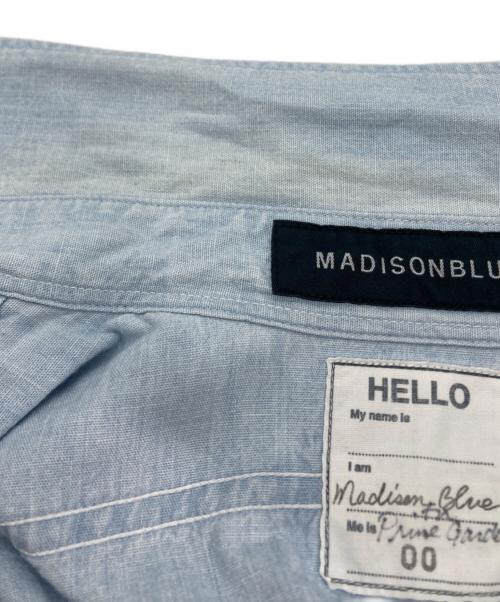 MADISONBLU
HELLO
My name is
I am
Madison Blue
Me is Prime Garde
00